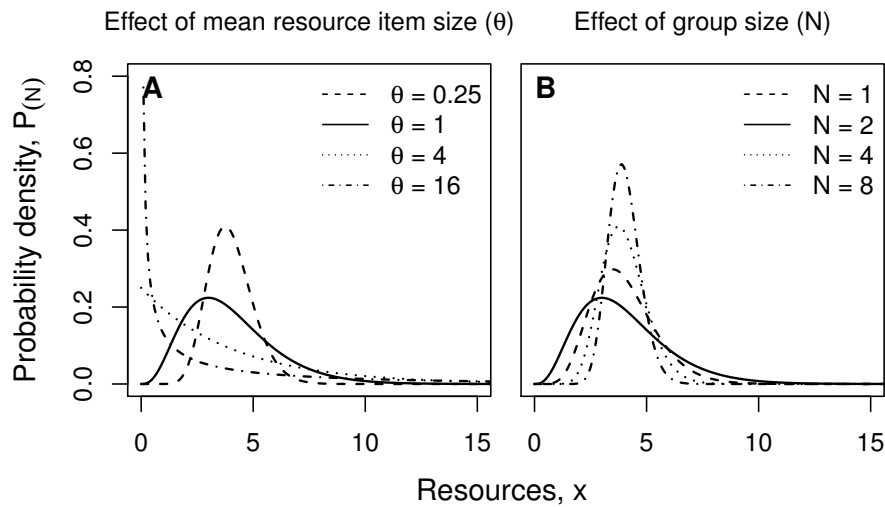 Effect of mean resource item size (θ)
Effect of group size (N)
Probability density, P(N)
0.0 0.2 0.4 0.6 0.8
A
θ = 0.25
θ = 1
θ = 4
θ = 16
0 5 10 15
B
N = 1
N = 2
N = 4
N = 8
0 5 10 15
Resources, x